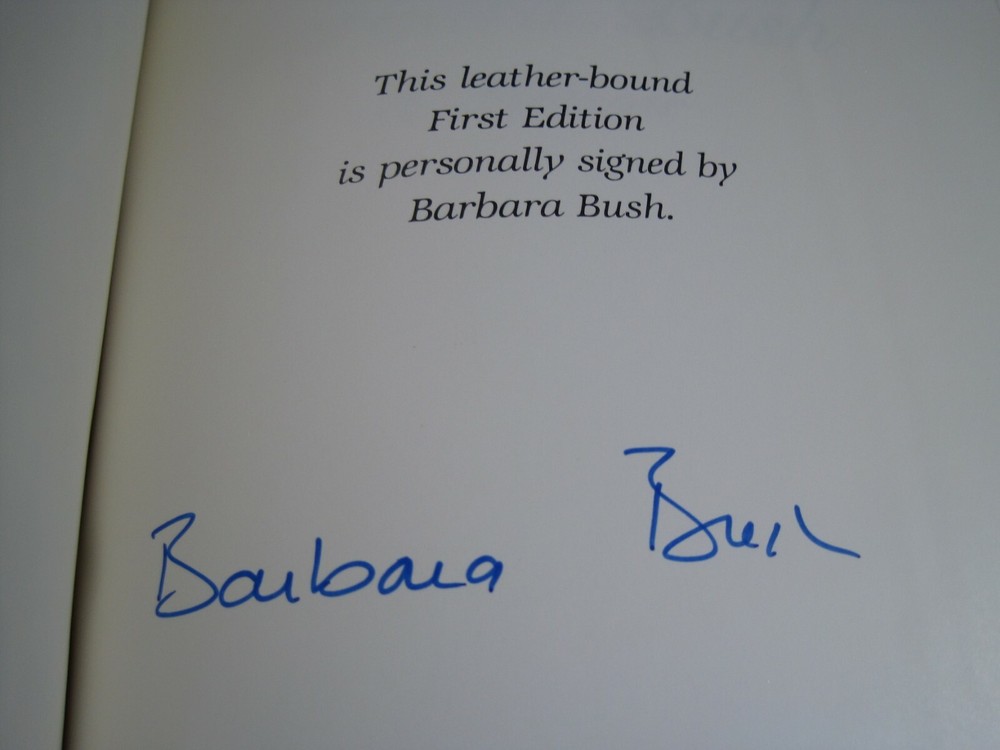 This leather-bound
First Edition
is personally signed by
Barbara Bush.
Barbara Bush